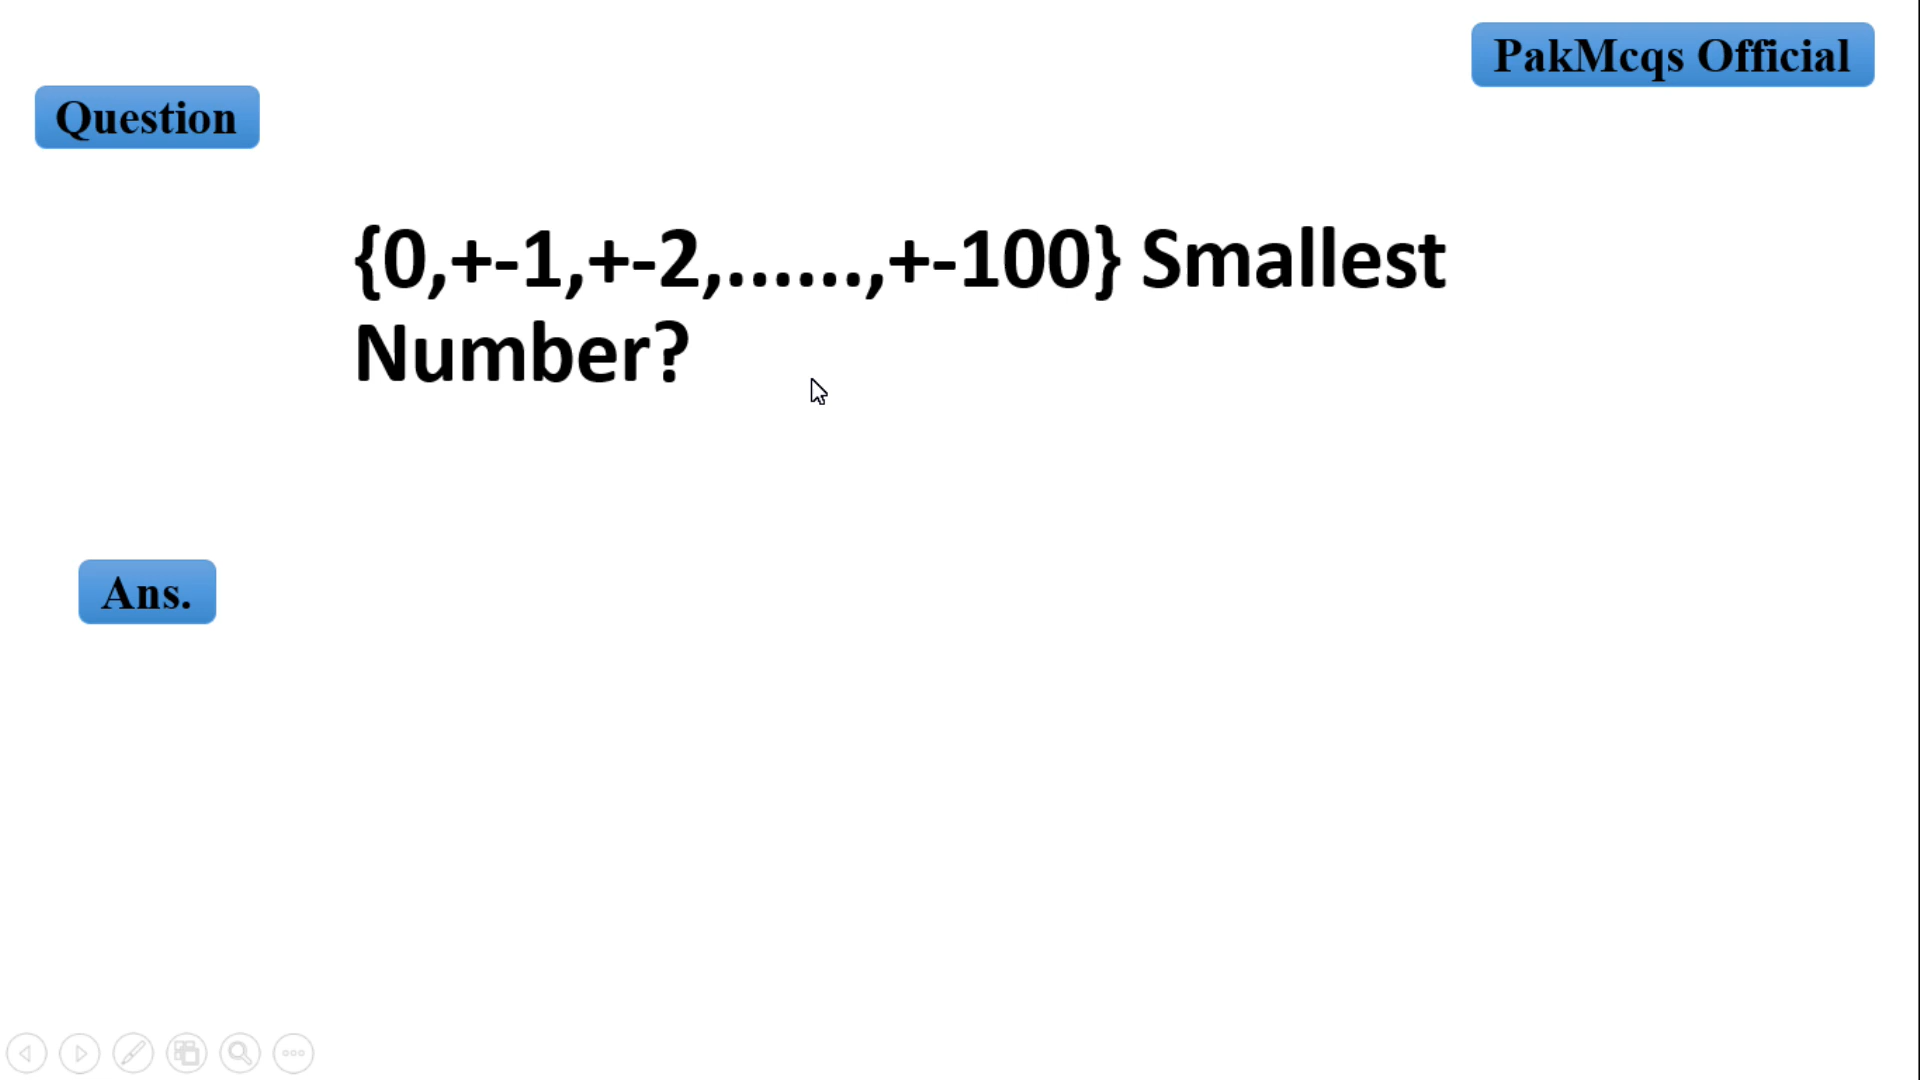 PakMcqs Official
Question
{0,+-1,+-2,......,+-100} Smallest
Number?
Ans.